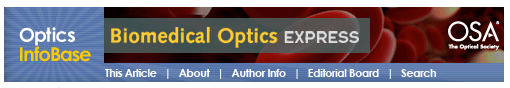 Optics
InfoBase
Biomedical Optics EXPRESS
OSA
The Optical Society
This Article | About | Author Info | Editorial Board | Search